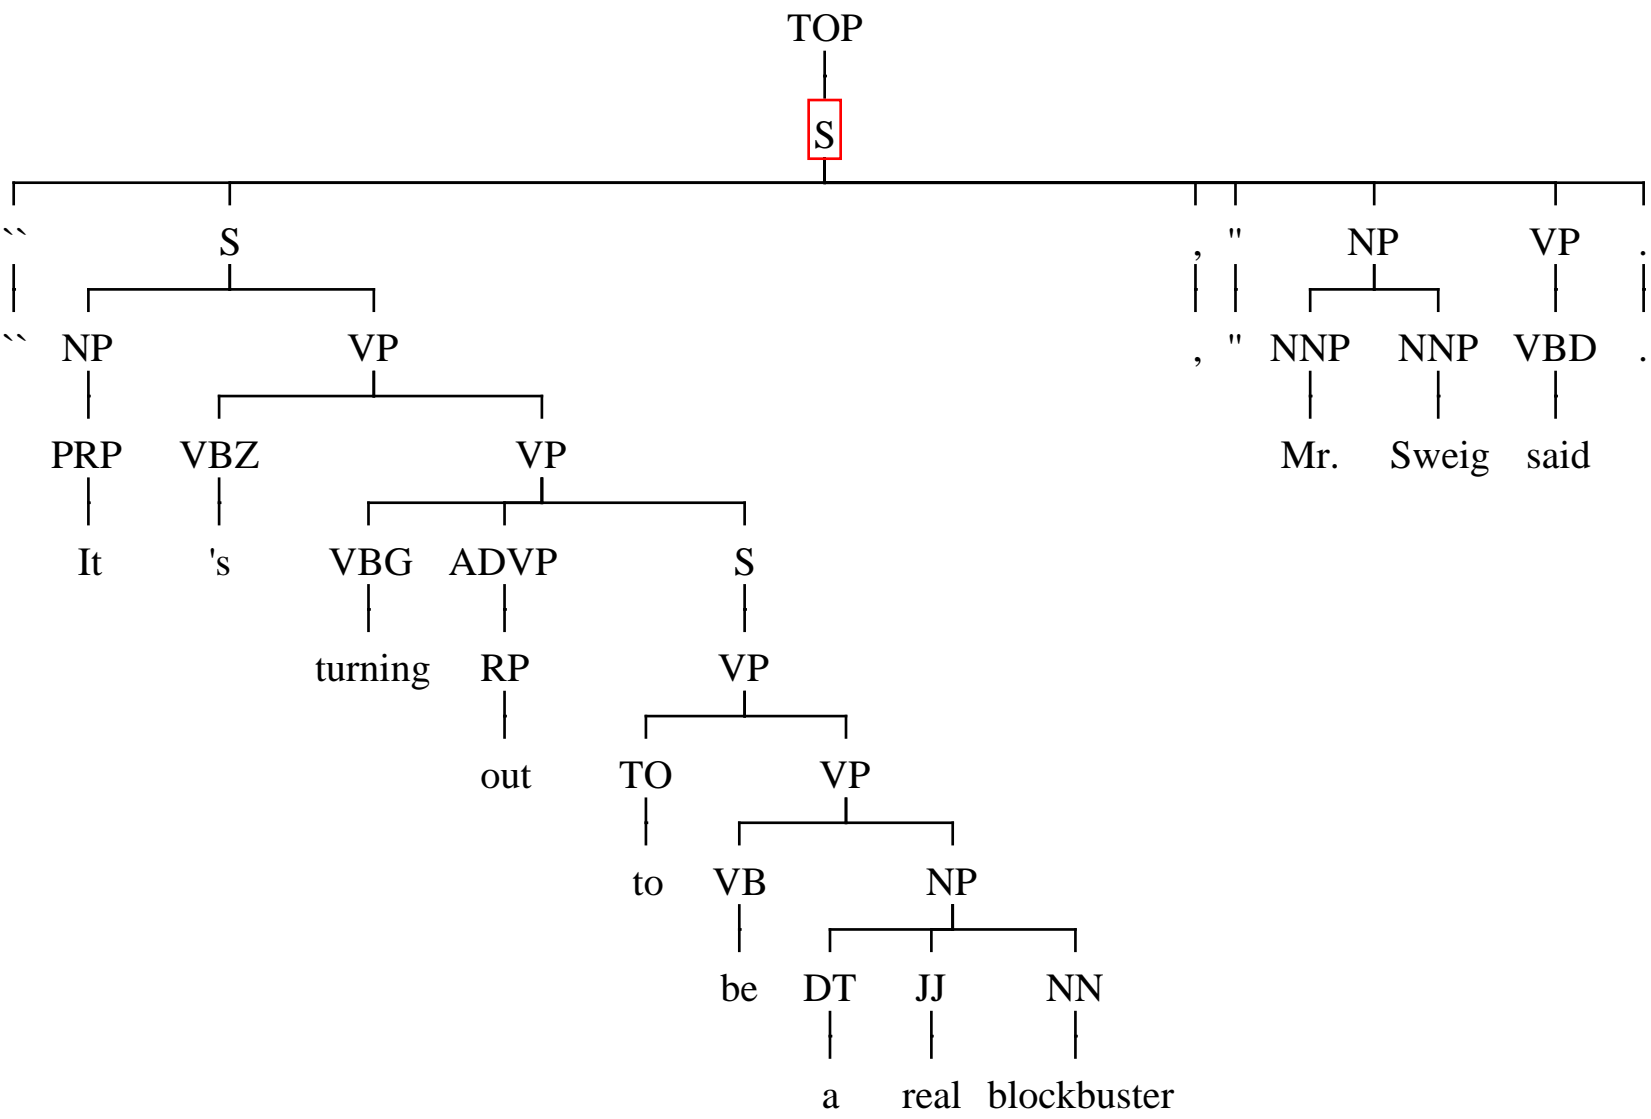 TOP
S
`` S , '' NP VP .
`` NP VP , '' NNP NNP VBD .
PRP VBZ VP Mr. Sweig said
It 's VBG ADVP S
turning RP VP
out TO VP
to VB NP
be DT JJ NN
a real blockbuster